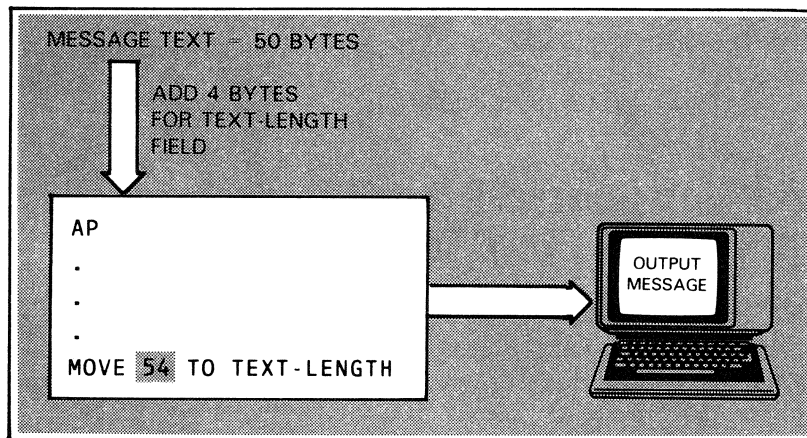 MESSAGE TEXT — 50 BYTES
ADD 4 BYTES
FOR TEXT-LENGTH
FIELD
AP
.
.
.
MOVE 54 TO TEXT-LENGTH
OUTPUT
MESSAGE